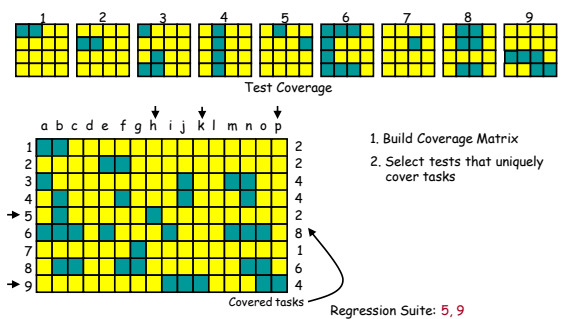 1 2 3 4 5 6 7 8 9
Test Coverage
a b c d e f g h i j k l m n o p
1 2
2 2
3 4
4 4
5 2
6 8
7 1
8 6
9 4
Covered tasks
1. Build Coverage Matrix
2. Select tests that uniquely
cover tasks
Regression Suite: 5, 9